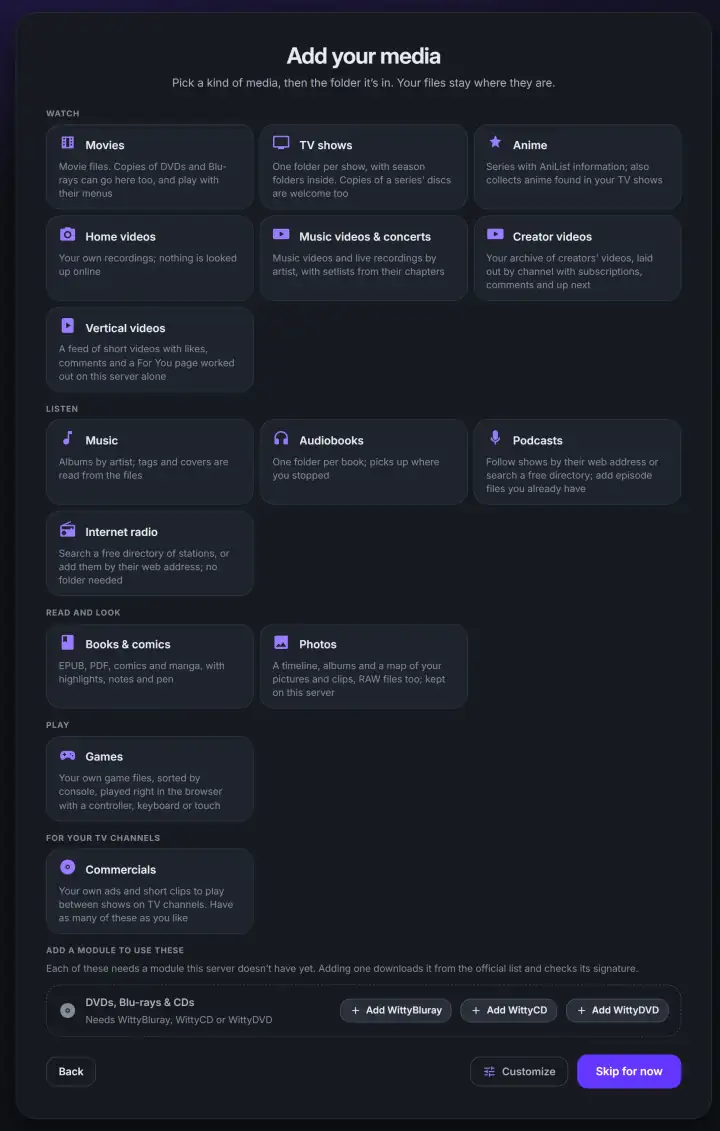 Add your media
Pick a kind of media, then the folder it's in. Your files stay where they are.
WATCH
Movies
Movie files. Copies of DVDs and Blu-
rays can go here too, and play with
their menus
TV shows
One folder per show, with season
folders inside. Copies of a series' discs
are welcome too
Anime
Series with AniList information; also
collects anime found in your TV shows
Home videos
Your own recordings; nothing is looked
up online
Music videos & concerts
Music videos and live recordings by
artist, with setlists from their chapters
Creator videos
Your archive of creators' videos, laid
out by channel with subscriptions,
comments and up next
Vertical videos
A feed of short videos with likes,
comments and a For You page worked
out on this server alone
LISTEN
Music
Albums by artist; tags and covers are
read from the files
Audiobooks
One folder per book; picks up where
you stopped
Podcasts
Follow shows by their web address or
search a free directory; add episode
files you already have
Internet radio
Search a free directory of stations, or
add them by their web address; no
folder needed
READ AND LOOK
Books & comics
EPUB, PDF, comics and manga, with
highlights, notes and pen
Photos
A timeline, albums and a map of your
pictures and clips, RAW files too; kept
on this server
PLAY
Games
Your own game files, sorted by
console, played right in the browser
with a controller, keyboard or touch
FOR YOUR TV CHANNELS
Commercials
Your own ads and short clips to play
between shows on TV channels. Have
as many of these as you like
ADD A MODULE TO USE THESE
Each of these needs a module this server doesn't have yet. Adding one downloads it from the official list and checks its signature.
DVDs, Blu-rays & CDs
Needs WittyBluray, WittyCD or WittyDVD
+ Add WittyBluray
+ Add WittyCD
+ Add WittyDVD
Back
Customize
Skip for now